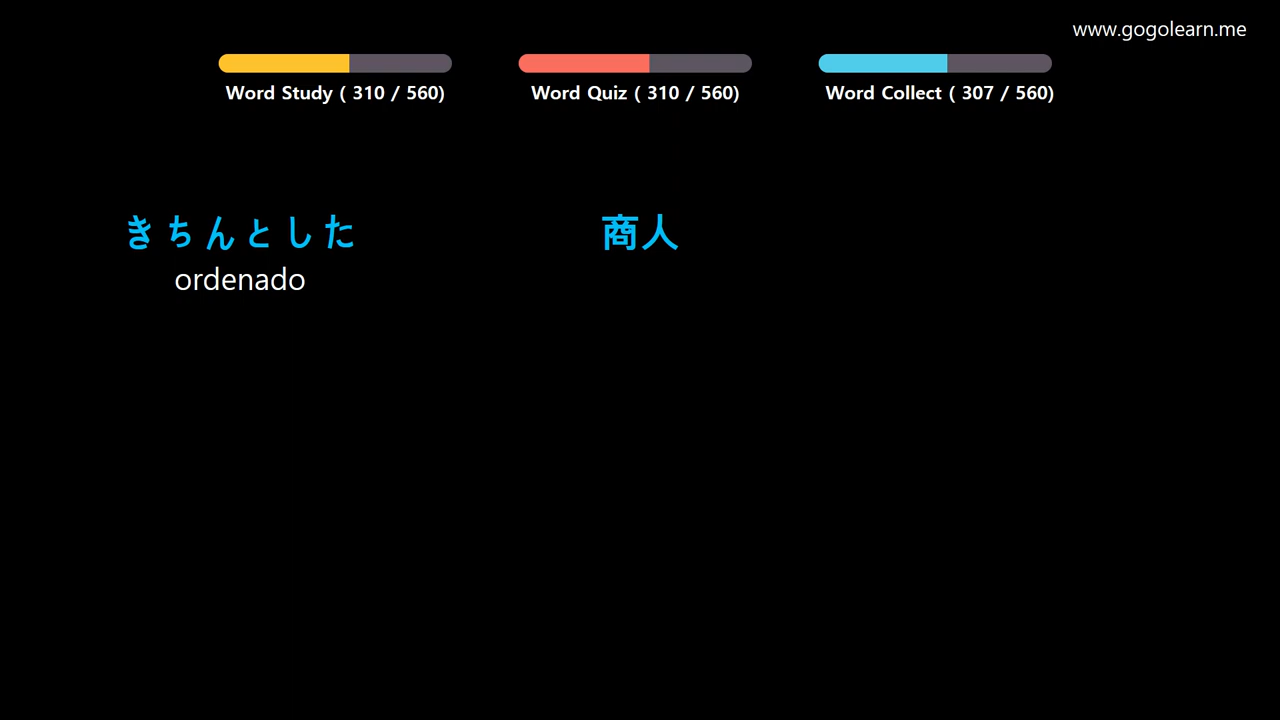 www.gogolearn.me
Word Study ( 310 / 560)
Word Quiz ( 310 / 560)
Word Collect ( 307 / 560)
きちんとした
ordenado
商人